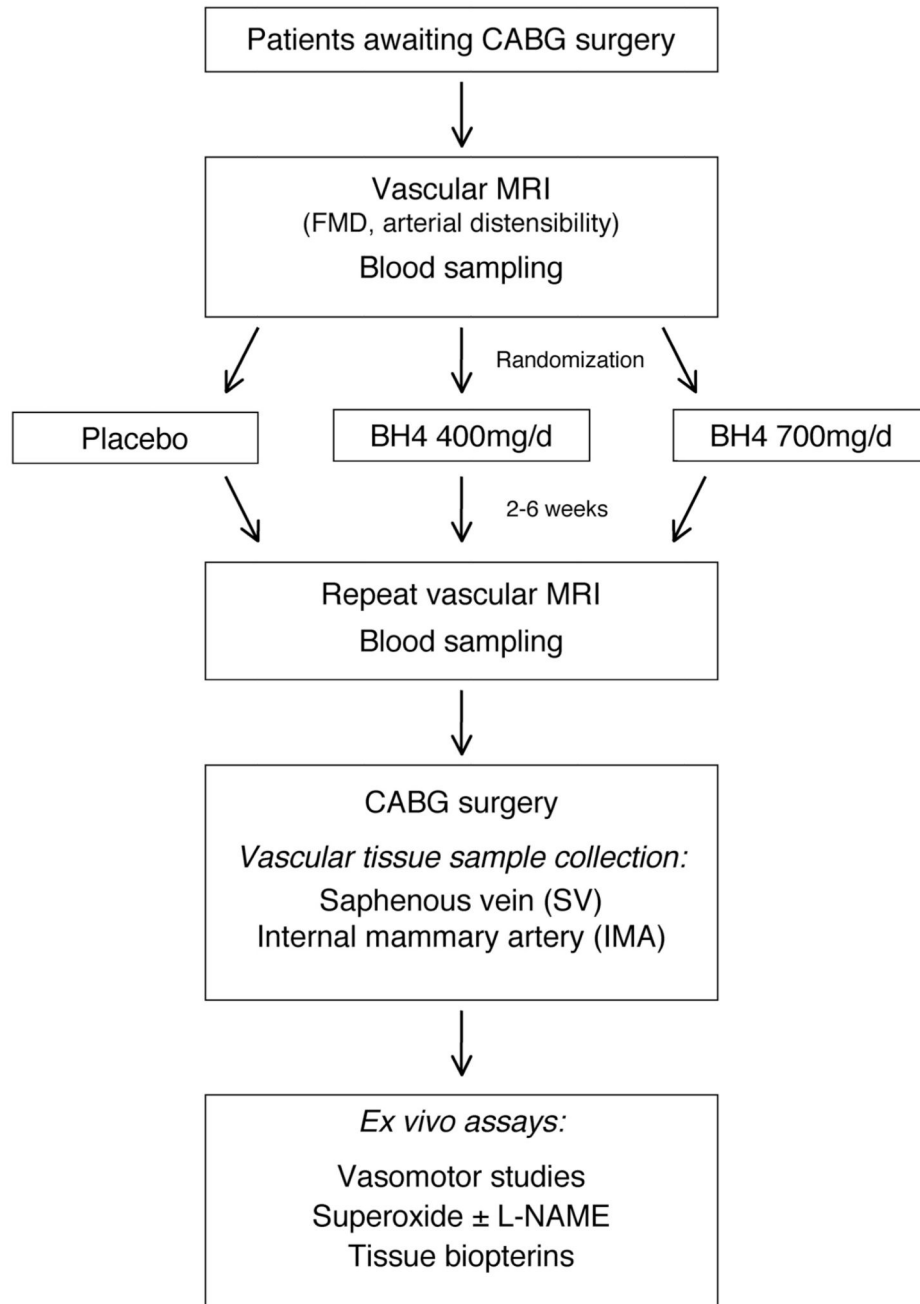 Patients awaiting CABG surgery
Vascular MRI
(FMD, arterial distensibility)
Blood sampling
Randomization
Placebo
BH4 400mg/d
BH4 700mg/d
2-6 weeks
Repeat vascular MRI
Blood sampling
CABG surgery
Vascular tissue sample collection:
Saphenous vein (SV)
Internal mammary artery (IMA)
Ex vivo assays:
Vasomotor studies
Superoxide ± L-NAME
Tissue biopterins